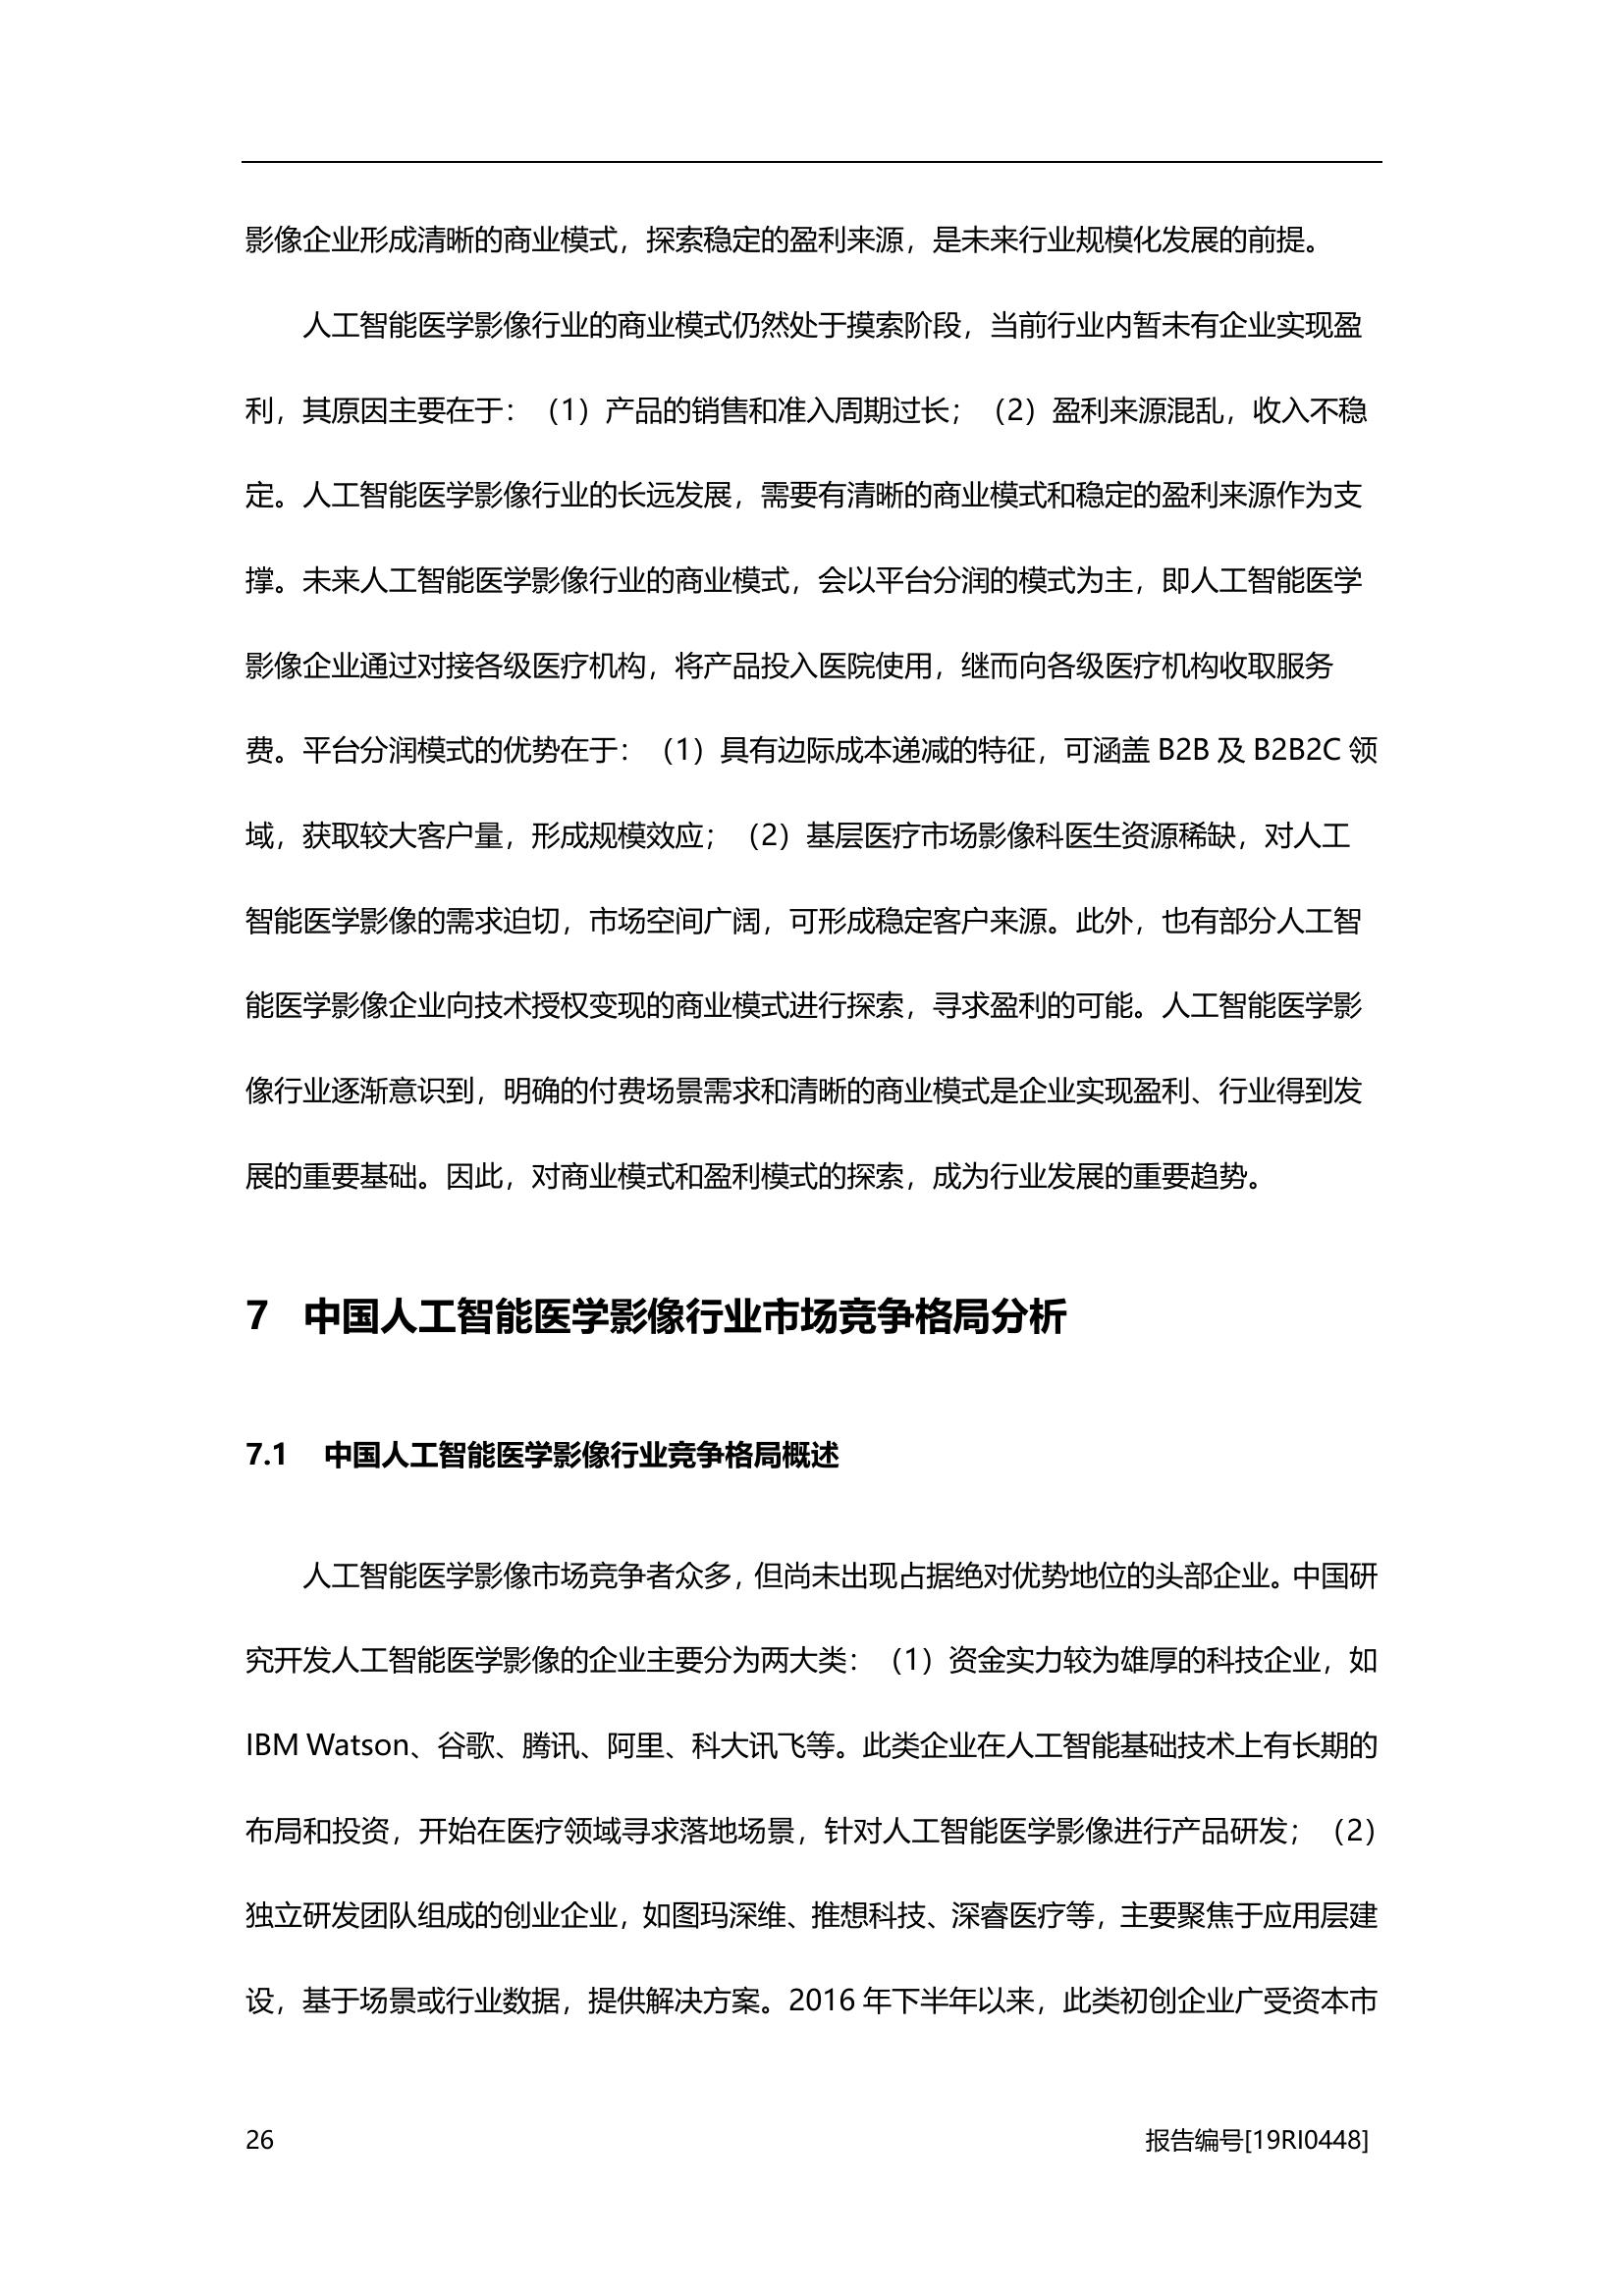 影像企业形成清晰的商业模式，探索稳定的盈利来源，是未来行业规模化发展的前提。
人工智能医学影像行业的商业模式仍然处于摸索阶段，当前行业内暂未有企业实现盈
利，其原因主要在于：（1）产品的销售和准入周期过长；（2）盈利来源混乱，收入不稳
定。人工智能医学影像行业的长远发展，需要有清晰的商业模式和稳定的盈利来源作为支
撑。未来人工智能医学影像行业的商业模式，会以平台分润的模式为主，即人工智能医学
影像企业通过对接各级医疗机构，将产品投入医院使用，继而向各级医疗机构收取服务
费。平台分润模式的优势在于：（1）具有边际成本递减的特征，可涵盖 B2B 及 B2B2C 领
域，获取较大客户量，形成规模效应；（2）基层医疗市场影像科医生资源稀缺，对人工
智能医学影像的需求迫切，市场空间广阔，可形成稳定客户来源。此外，也有部分人工智
能医学影像企业向技术授权变现的商业模式进行探索，寻求盈利的可能。人工智能医学影
像行业逐渐意识到，明确的付费场景需求和清晰的商业模式是企业实现盈利、行业得到发
展的重要基础。因此，对商业模式和盈利模式的探索，成为行业发展的重要趋势。
7 中国人工智能医学影像行业市场竞争格局分析
7.1 中国人工智能医学影像行业竞争格局概述
人工智能医学影像市场竞争者众多，但尚未出现占据绝对优势地位的头部企业。中国研
究开发人工智能医学影像的企业主要分为两大类：（1）资金实力较为雄厚的科技企业，如
IBM Watson、谷歌、腾讯、阿里、科大讯飞等。此类企业在人工智能基础技术上有长期的
布局和投资，开始在医疗领域寻求落地场景，针对人工智能医学影像进行产品研发；（2）
独立研发团队组成的创业企业，如图玛深维、推想科技、深睿医疗等，主要聚焦于应用层建
设，基于场景或行业数据，提供解决方案。2016 年下半年以来，此类初创企业广受资本市
26
报告编号[19RI0448]